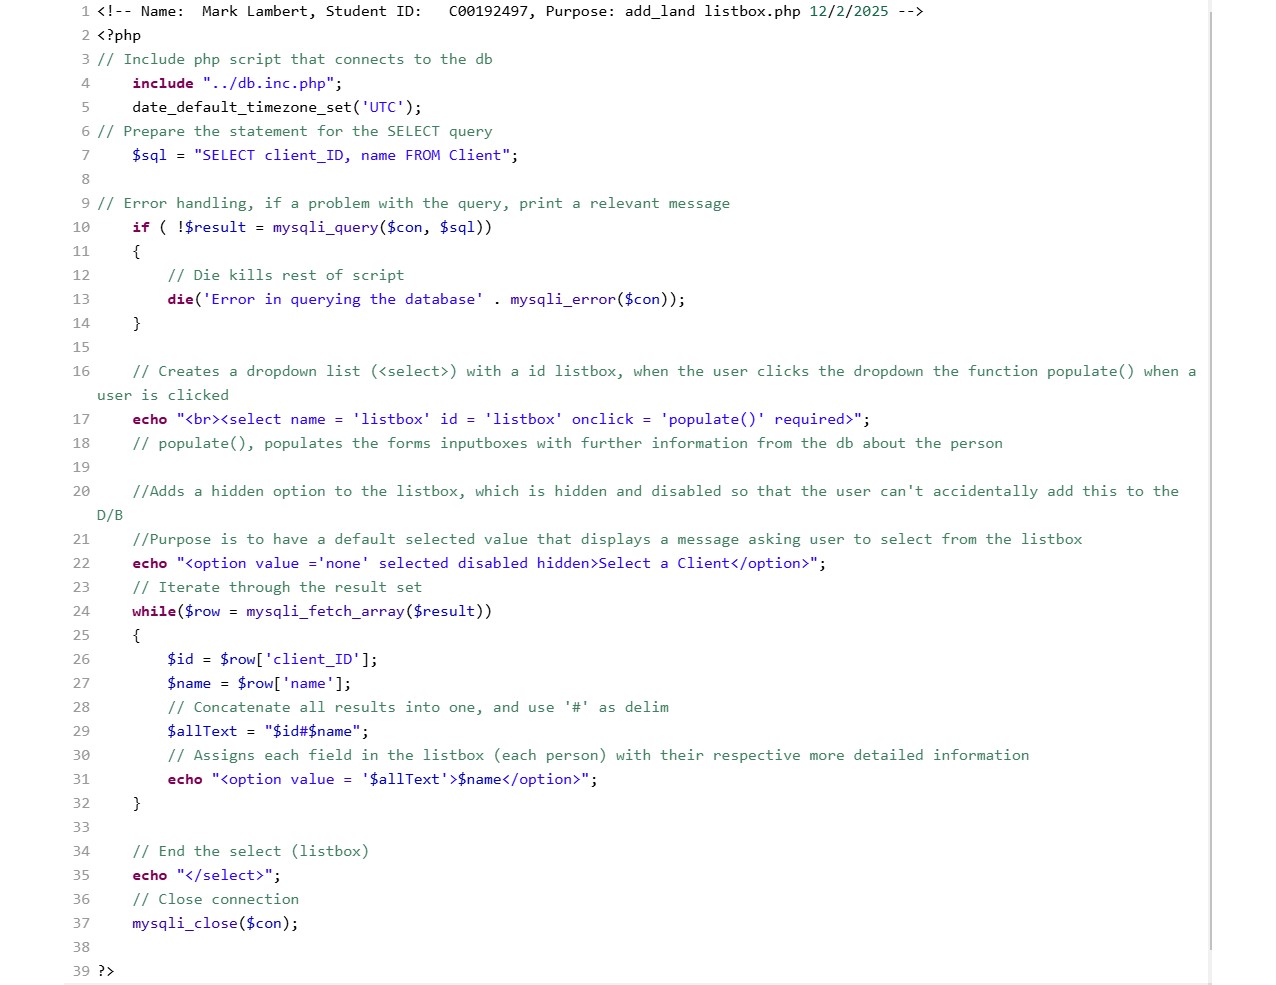 1 <!-- Name:  Mark Lambert, Student ID:   C00192497, Purpose: add_land listbox.php 12/2/2025 -->
2 <?php
3 // Include php script that connects to the db
4     include "../db.inc.php";
5     date_default_timezone_set('UTC');
6 // Prepare the statement for the SELECT query
7     $sql = "SELECT client_ID, name FROM Client";
8
9 // Error handling, if a problem with the query, print a relevant message
10     if ( !$result = mysqli_query($con, $sql))
11     {
12         // Die kills rest of script
13         die('Error in querying the database' . mysqli_error($con));
14     }
15
16     // Creates a dropdown list (<select>) with a id listbox, when the user clicks the dropdown the function populate() when a
user is clicked
17     echo "<br><select name = 'listbox' id = 'listbox' onclick = 'populate()' required>";
18     // populate(), populates the forms inputboxes with further information from the db about the person
19
20     //Adds a hidden option to the listbox, which is hidden and disabled so that the user can't accidentally add this to the
D/B
21     //Purpose is to have a default selected value that displays a message asking user to select from the listbox
22     echo "<option value ='none' selected disabled hidden>Select a Client</option>";
23     // Iterate through the result set
24     while($row = mysqli_fetch_array($result))
25     {
26         $id = $row['client_ID'];
27         $name = $row['name'];
28         // Concatenate all results into one, and use '#' as delim
29         $allText = "$id#$name";
30         // Assigns each field in the listbox (each person) with their respective more detailed information
31         echo "<option value = '$allText'>$name</option>";
32     }
33
34     // End the select (listbox)
35     echo "</select>";
36     // Close connection
37     mysqli_close($con);
38
39 ?>